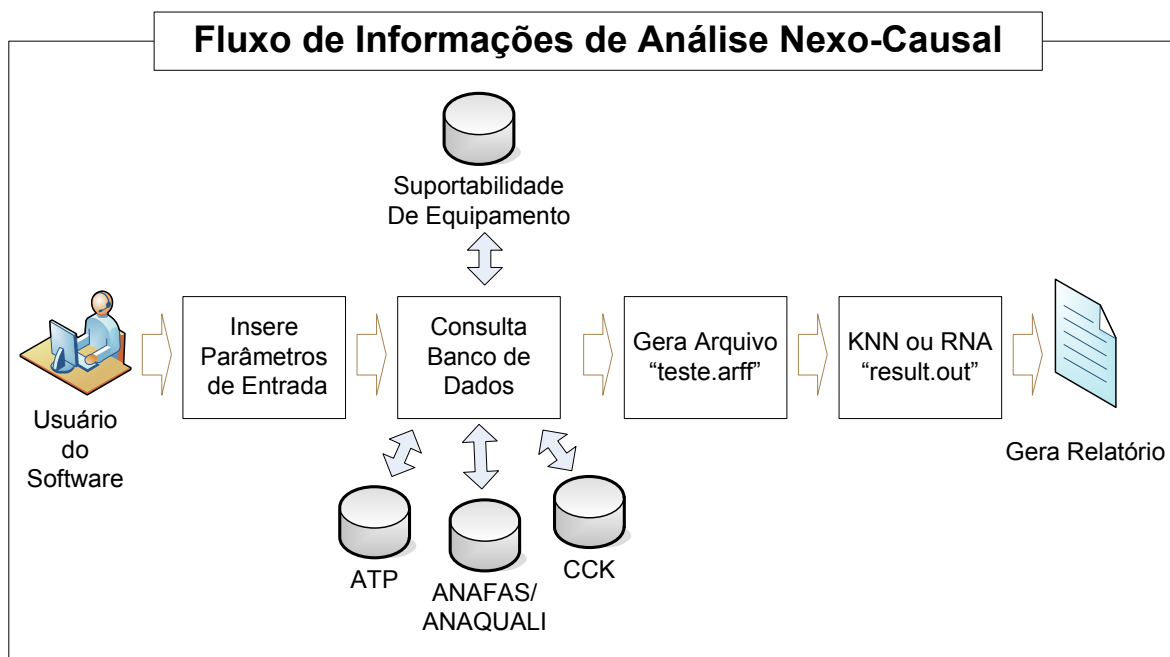 Fluxo de Informações de Análise Nexo-Causal
Suportabilidade
De Equipamento
Usuário
do
Software
Insere
Parâmetros
de Entrada
Consulta
Banco de
Dados
Gera Arquivo
“teste.arff”
KNN ou RNA
“result.out”
Gera Relatório
ATP
ANAFAS/
ANAQUALI
CCK